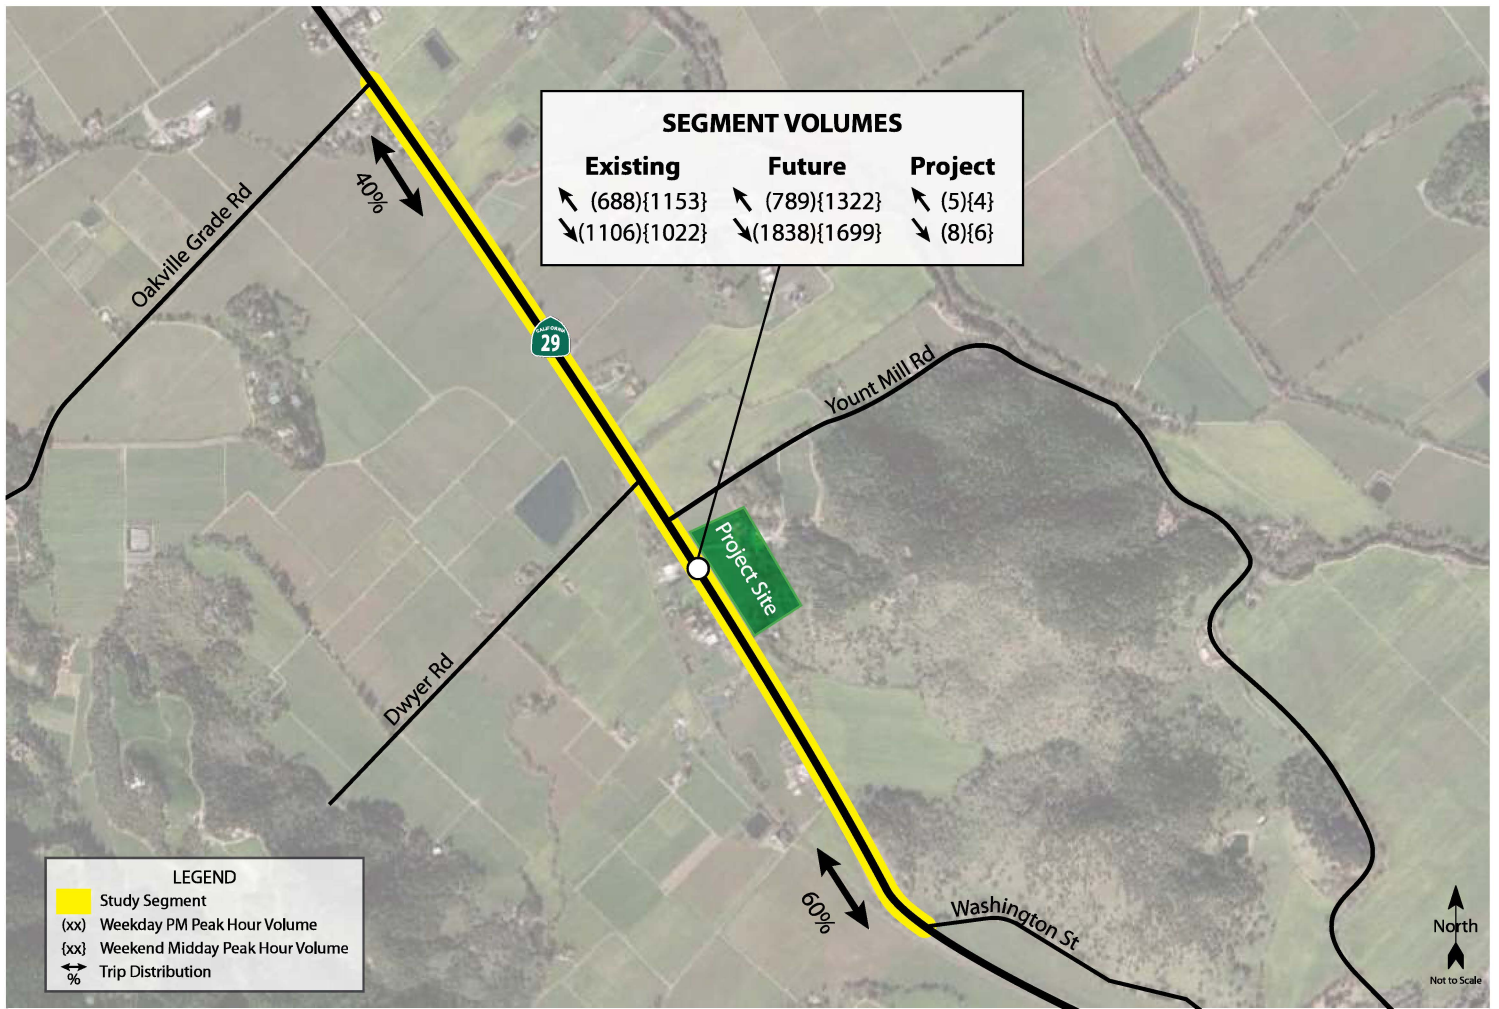 SEGMENT VOLUMES
Existing Future Project
(688){1153} (789){1322} (5){4}
(1106){1022} (1838){1699} (8){6}
40%
Oakville Grade Rd
CALIFORNIA
29
Yount Mill Rd
Project Site
Dwyer Rd
60%
Washington St
LEGEND
Study Segment
(xx) Weekday PM Peak Hour Volume
{xx} Weekend Midday Peak Hour Volume
% Trip Distribution
North
Not to Scale